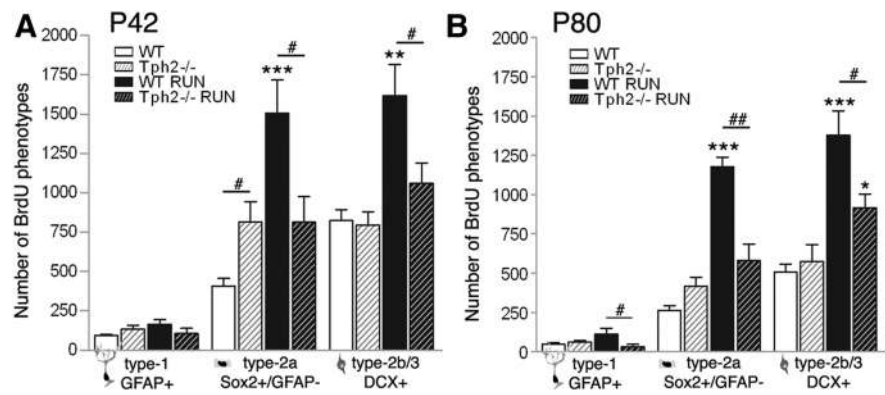 A
P42
2000
1750
1500
1250
1000
750
500
250
0
Number of BrdU phenotypes
WT
Tph2-/-
WT RUN
Tph2-/- RUN
#
***
#
**
#
type-1
GFAP+
type-2a
Sox2+/GFAP-
type-2b/3
DCX+
B
P80
2000
1750
1500
1250
1000
750
500
250
0
Number of BrdU phenotypes
WT
Tph2-/-
WT RUN
Tph2-/- RUN
#
***
##
***
#
*
type-1
GFAP+
type-2a
Sox2+/GFAP-
type-2b/3
DCX+